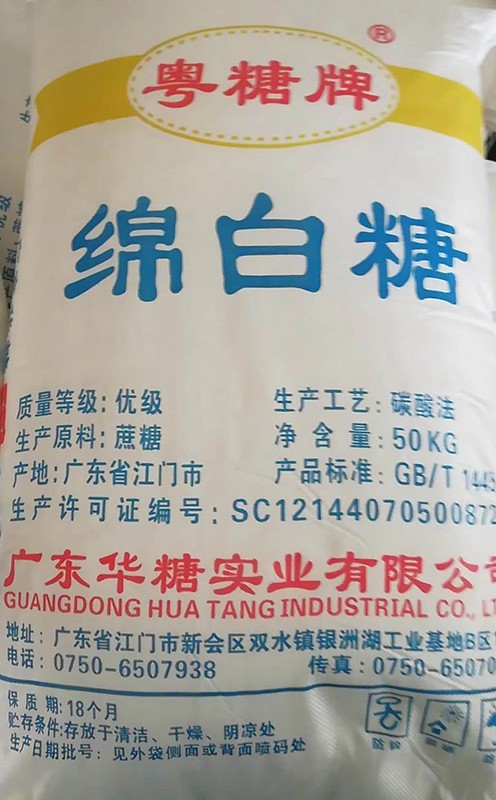 粤糖牌®
绵白糖
质量等级: 优级 生产工艺: 碳酸法
生产原料: 蔗糖 净含量: 50KG
产地: 广东省江门市 产品标准: GB/T 144
生产许可证编号: SC1214407050087
广东华糖实业有限公司
GUANGDONG HUA TANG INDUSTRIAL CO., L
地址: 广东省江门市新会区双水镇银洲湖工业基地B区
电话: 0750-6507938 传真: 0750-6507
保质期: 18个月
贮存条件: 存放于清洁、干燥、阴凉处
生产日期批号: 见外袋侧面或背面喷码处